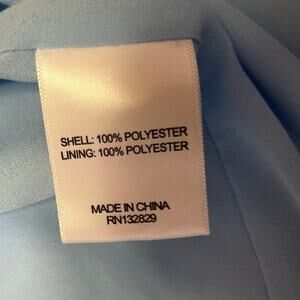 SHELL: 100% POLYESTER
LINING: 100% POLYESTER
MADE IN CHINA
RN132829